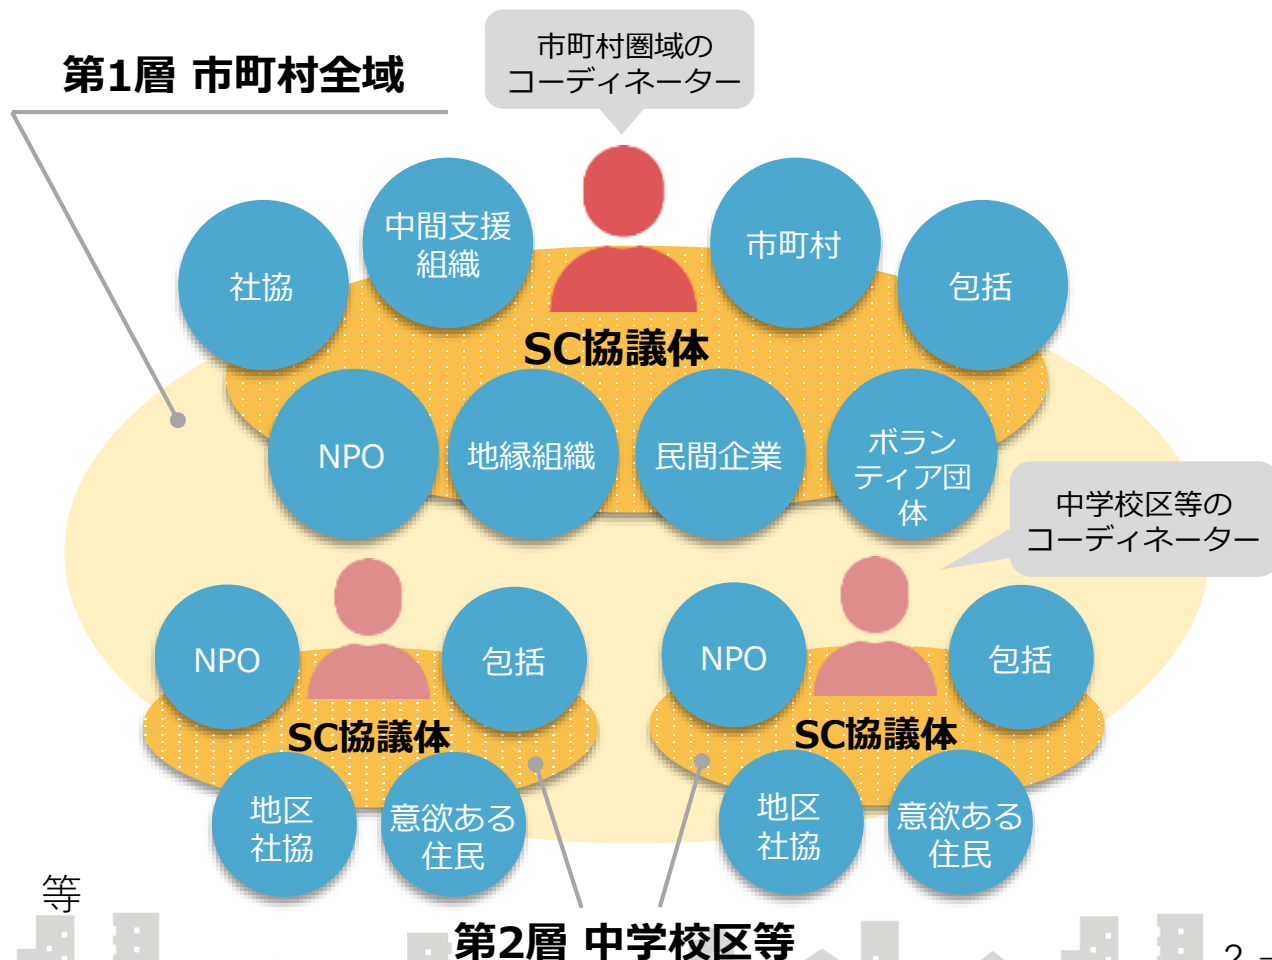 市町村圏域の
コーディネーター
第1層 市町村全域
中間支援
組織
市町村
社協
包括
SC協議体
NPO
地縁組織
民間企業
ボラン
ティア団
体
中学校区等の
コーディネーター
NPO
包括
SC協議体
地区
社協
意欲ある
住民
NPO
包括
SC協議体
地区
社協
意欲ある
住民
等
第2層 中学校区等